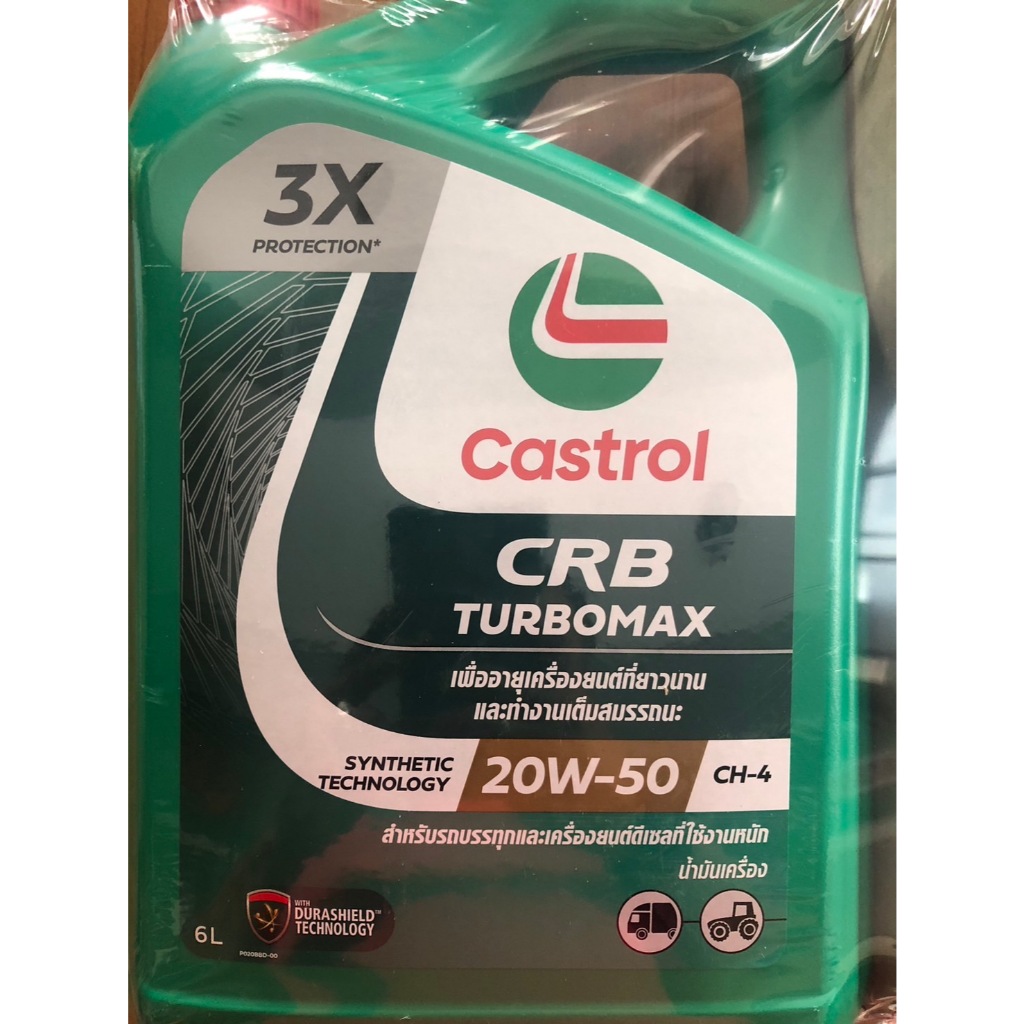 3X
PROTECTION*
Castrol
CRB
TURBOMAX
เพื่ออายุเครื่องยนต์ที่ยาวนาน
และทำงานเต็มสมรรถนะ
SYNTHETIC
TECHNOLOGY
20W-50
CH-4
สำหรับรถบรรทุกและเครื่องยนต์ดีเซลที่ใช้งานหนัก
น้ำมันเครื่อง
6L
WITH
DURASHIELD™
TECHNOLOGY
P020BBD-00